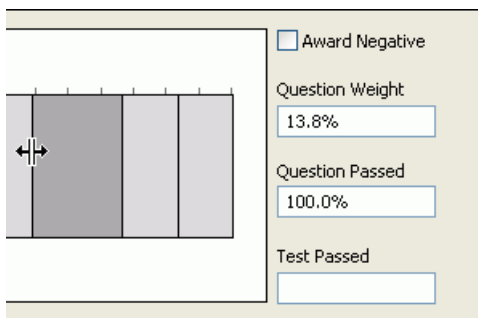 Award Negative
Question Weight
13.8%
Question Passed
100.0%
Test Passed